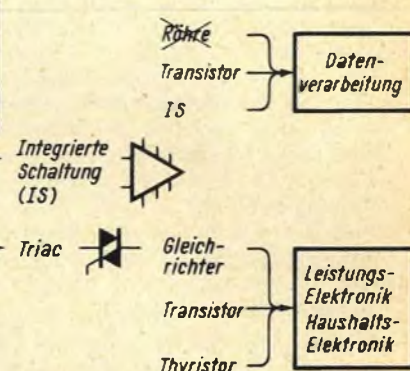 Röhre
Transistor
IS
Daten-
verarbeitung
Integrierte
Schaltung
(IS)
Triac
Gleich-
richter
Transistor
Thyristor
Leistungs-
Elektronik
Haushalts-
Elektronik